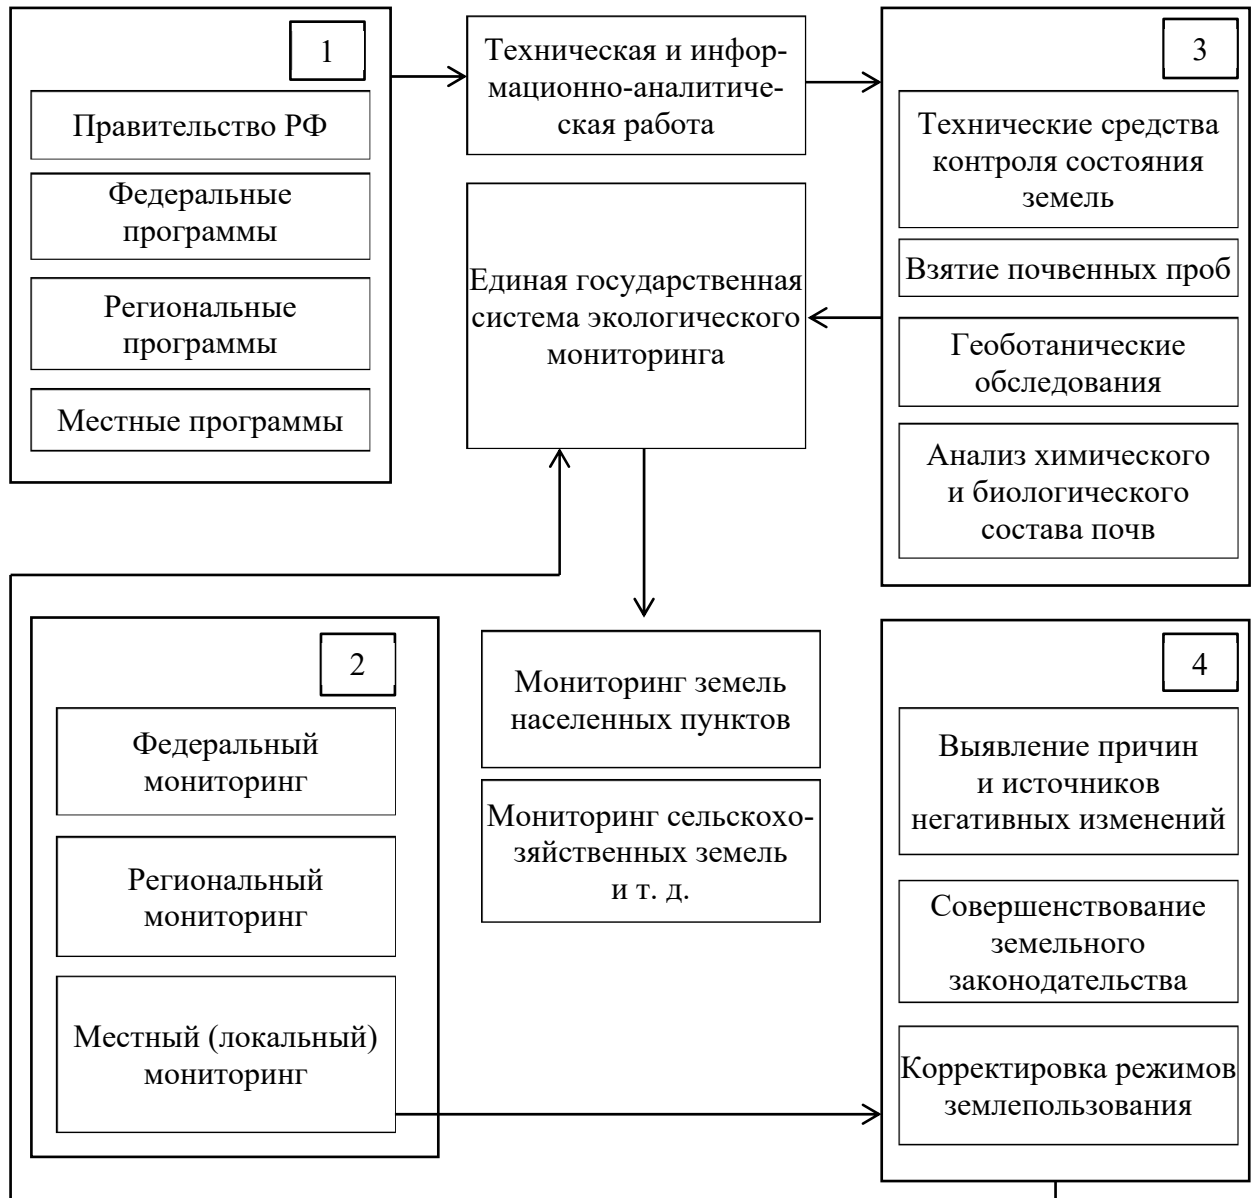 1
Правительство РФ
Федеральные
программы
Региональные
программы
Местные программы
Техническая и инфор-
мационно-аналитиче-
ская работа
Единая государственная
система экологического
мониторинга
3
Технические средства
контроля состояния
земель
Взятие почвенных проб
Геоботанические
обследования
Анализ химического
и биологического
состава почв
2
Федеральный
мониторинг
Региональный
мониторинг
Местный (локальный)
мониторинг
Мониторинг земель
населенных пунктов
Мониторинг сельскохо-
зяйственных земель
и т. д.
4
Выявление причин
и источников
негативных изменений
Совершенствование
земельного
законодательства
Корректировка режимов
землепользования